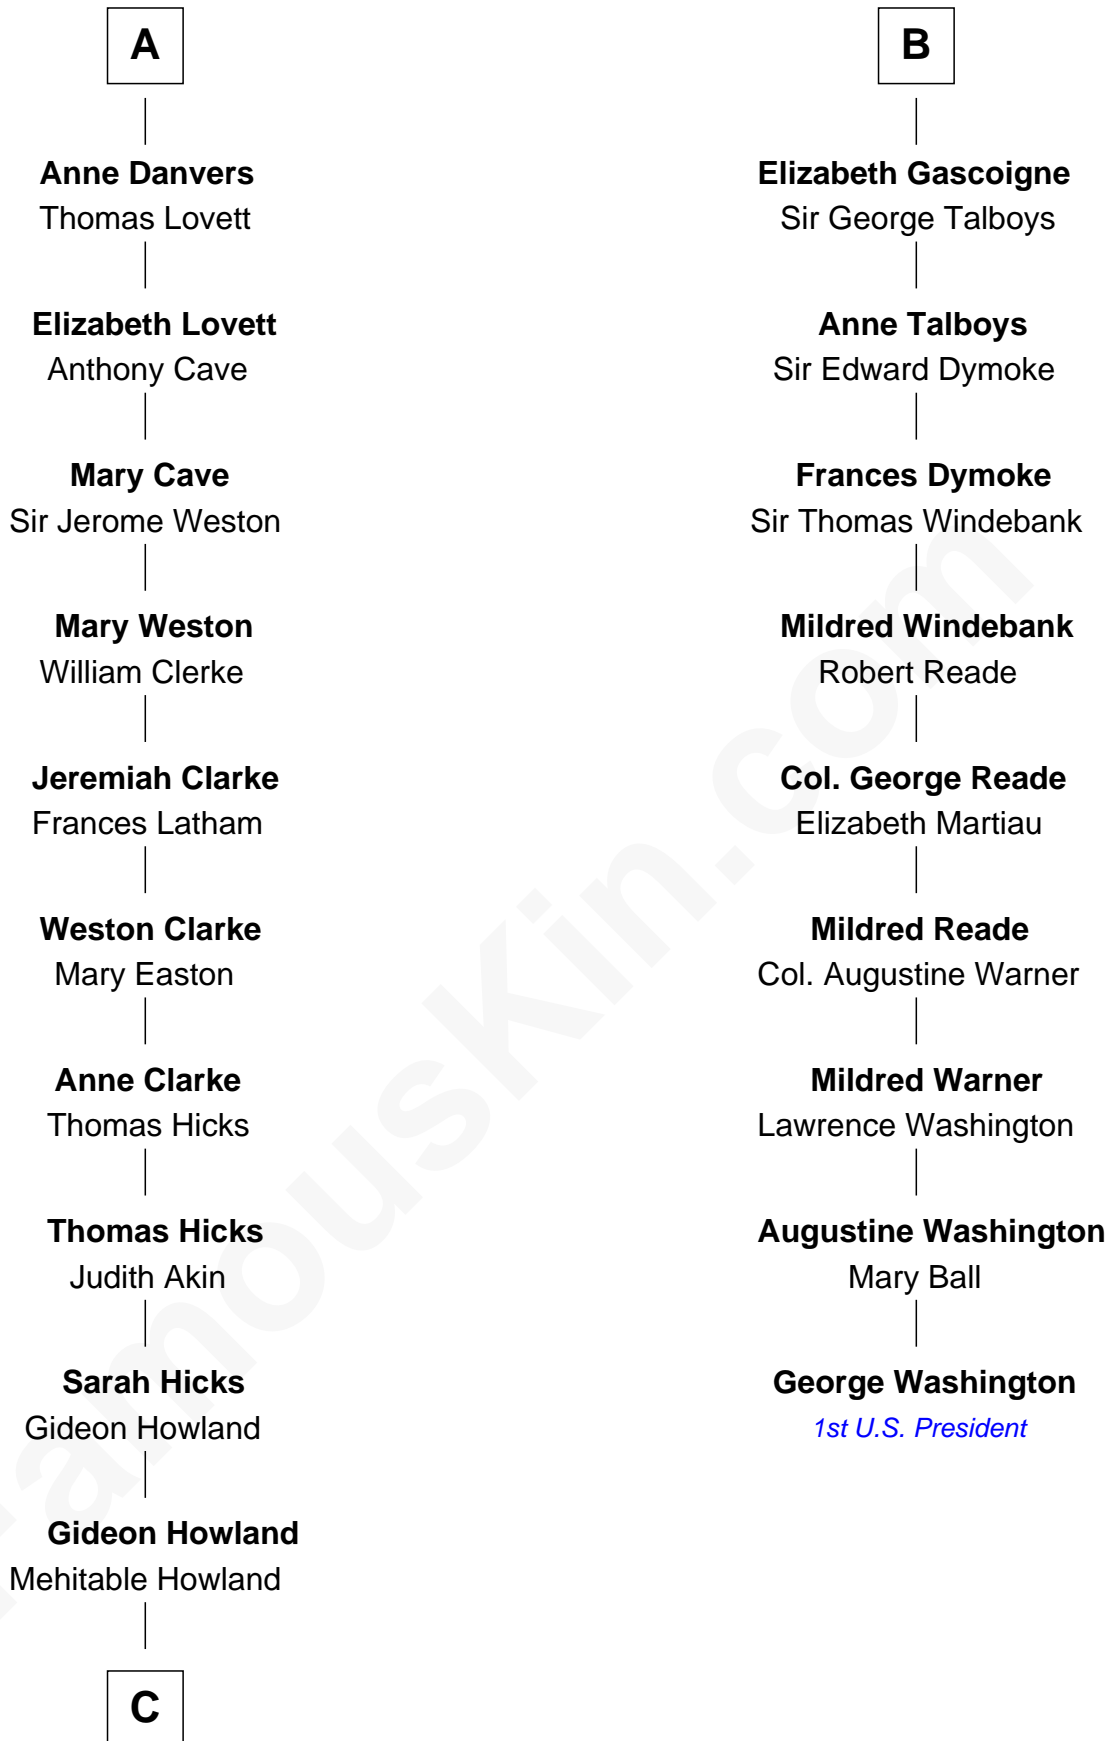 A
Anne Danvers
Thomas Lovett
Elizabeth Lovett
Anthony Cave
Mary Cave
Sir Jerome Weston
Mary Weston
William Clerke
Jeremiah Clarke
Frances Latham
Weston Clarke
Mary Easton
Anne Clarke
Thomas Hicks
Thomas Hicks
Judith Akin
Sarah Hicks
Gideon Howland
Gideon Howland
Mehitable Howland
C
B
Elizabeth Gascoigne
Sir George Talboys
Anne Talboys
Sir Edward Dymoke
Frances Dymoke
Sir Thomas Windebank
Mildred Windebank
Robert Reade
Col. George Reade
Elizabeth Martiau
Mildred Reade
Col. Augustine Warner
Mildred Warner
Lawrence Washington
Augustine Washington
Mary Ball
George Washington
1st U.S. President
FamousKin.com